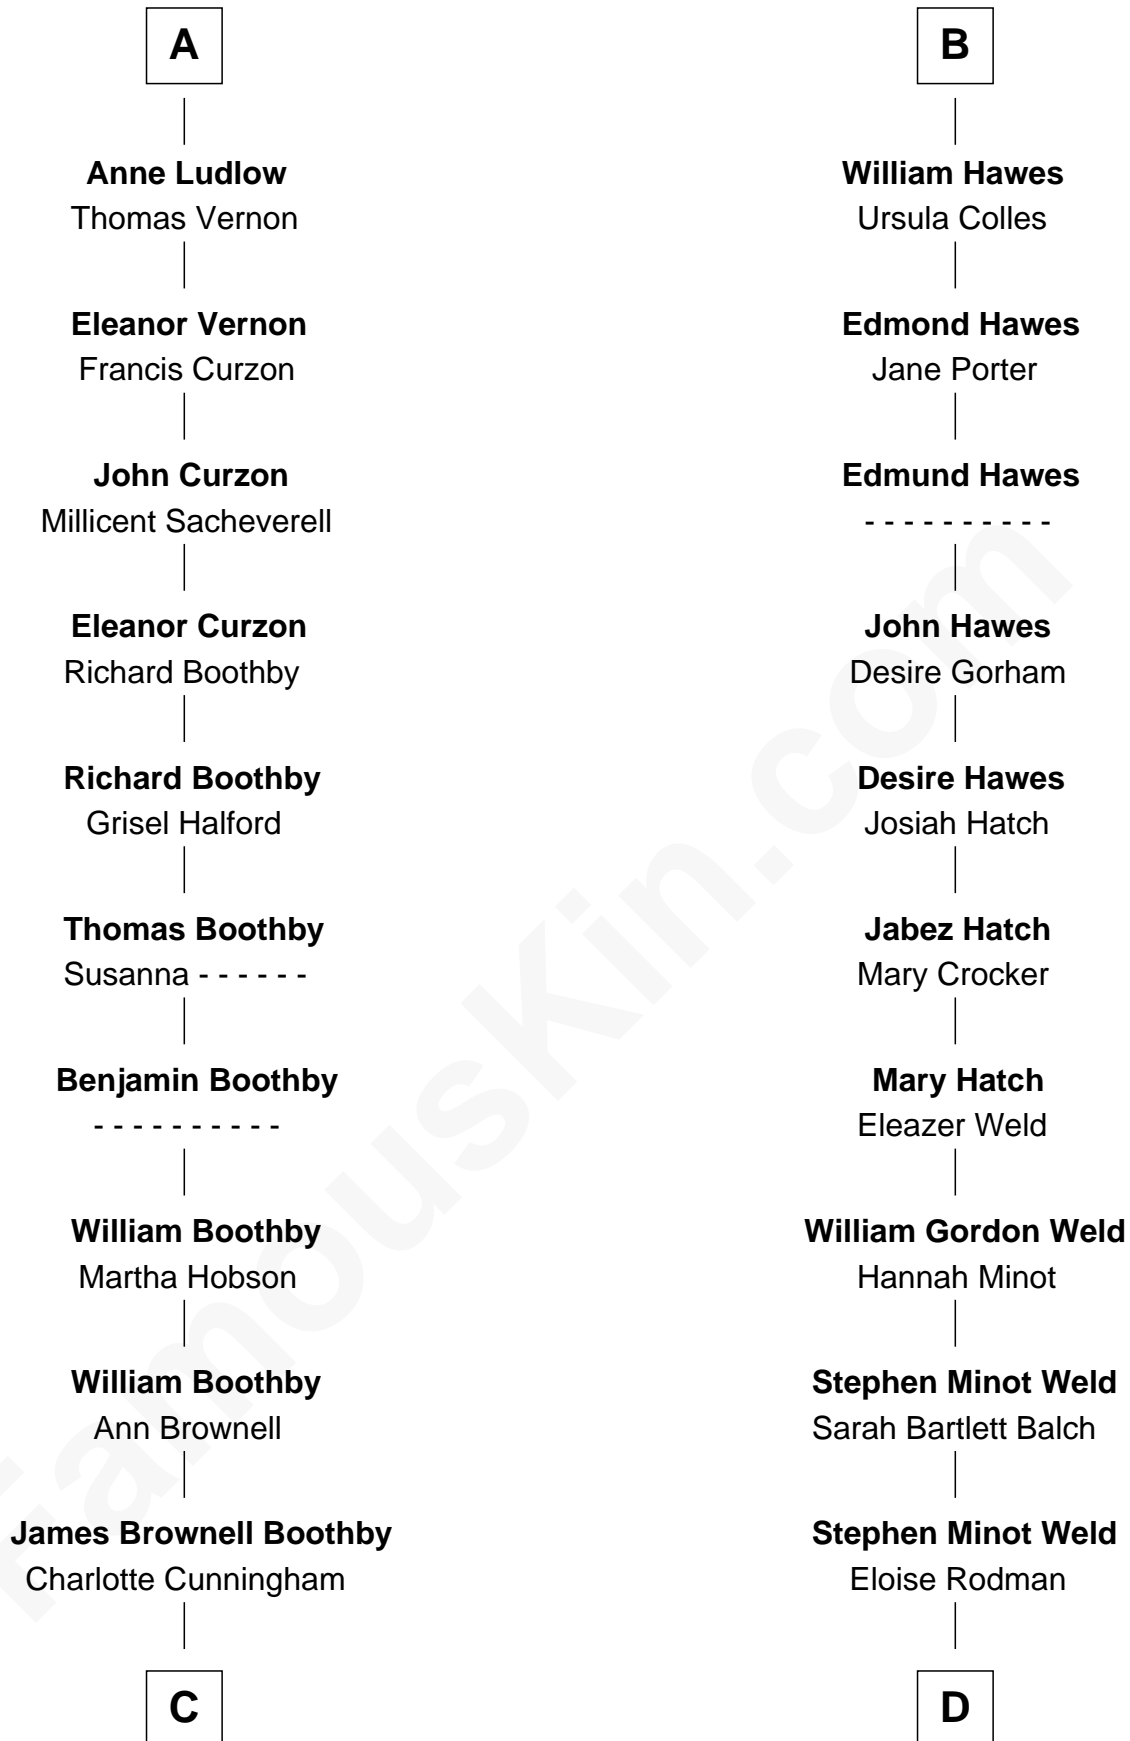 A
Anne Ludlow
Thomas Vernon
Eleanor Vernon
Francis Curzon
John Curzon
Millicent Sacheverell
Eleanor Curzon
Richard Boothby
Richard Boothby
Grisel Halford
Thomas Boothby
Susanna - - - - - -
Benjamin Boothby
- - - - - - - - - -
William Boothby
Martha Hobson
William Boothby
Ann Brownell
James Brownell Boothby
Charlotte Cunningham
C
B
William Hawes
Ursula Colles
Edmond Hawes
Jane Porter
Edmund Hawes
- - - - - - - - - -
John Hawes
Desire Gorham
Desire Hawes
Josiah Hatch
Jabez Hatch
Mary Crocker
Mary Hatch
Eleazer Weld
William Gordon Weld
Hannah Minot
Stephen Minot Weld
Sarah Bartlett Balch
Stephen Minot Weld
Eloise Rodman
D
FamousKin.com